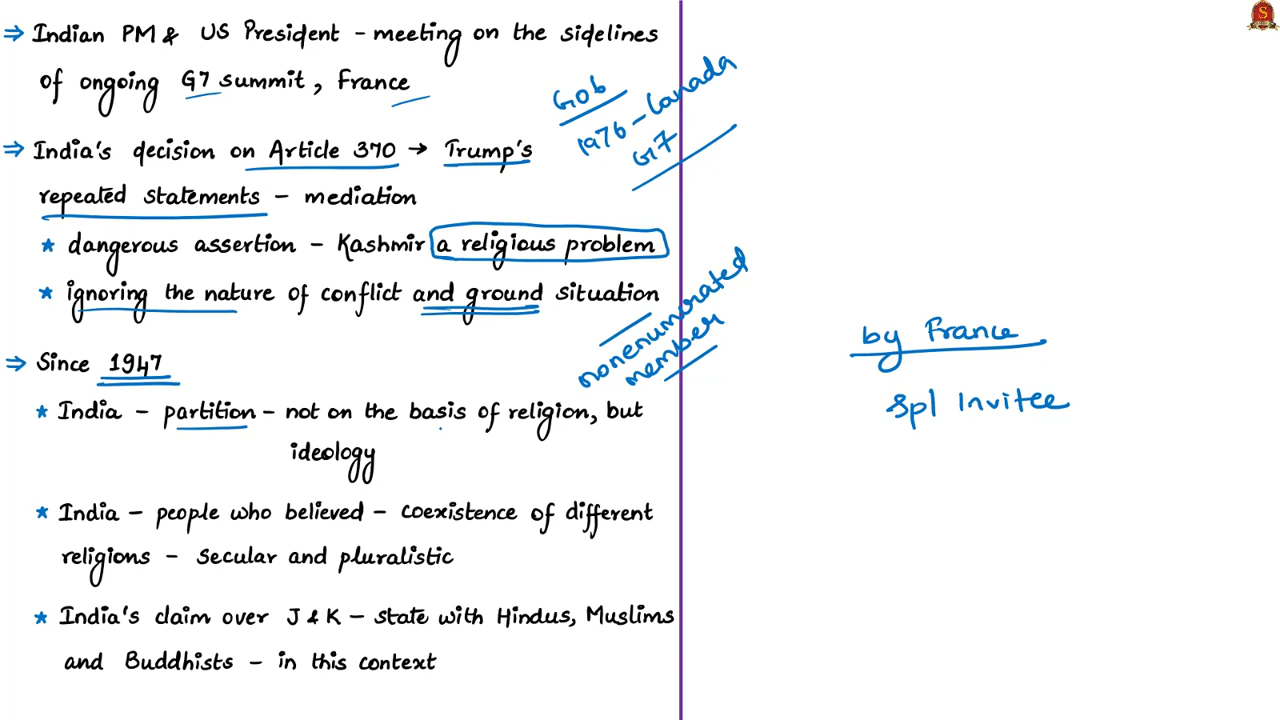 ⇒ Indian PM & US President - meeting on the sidelines
of ongoing G7 summit, France
⇒ India's decision on Article 370 → Trump's
repeated statements - mediation
* dangerous assertion - Kashmir a religious problem
* ignoring the nature of conflict and ground situation
⇒ Since 1947
* India - partition - not on the basis of religion, but
ideology
* India - people who believed - coexistence of different
religions - secular and pluralistic
* India's claim over J & K - state with Hindus, Muslims
and Buddhists - in this context
G06
1976 - Canada
G7
nonenumorated
member
by France
Spl Invitee
S